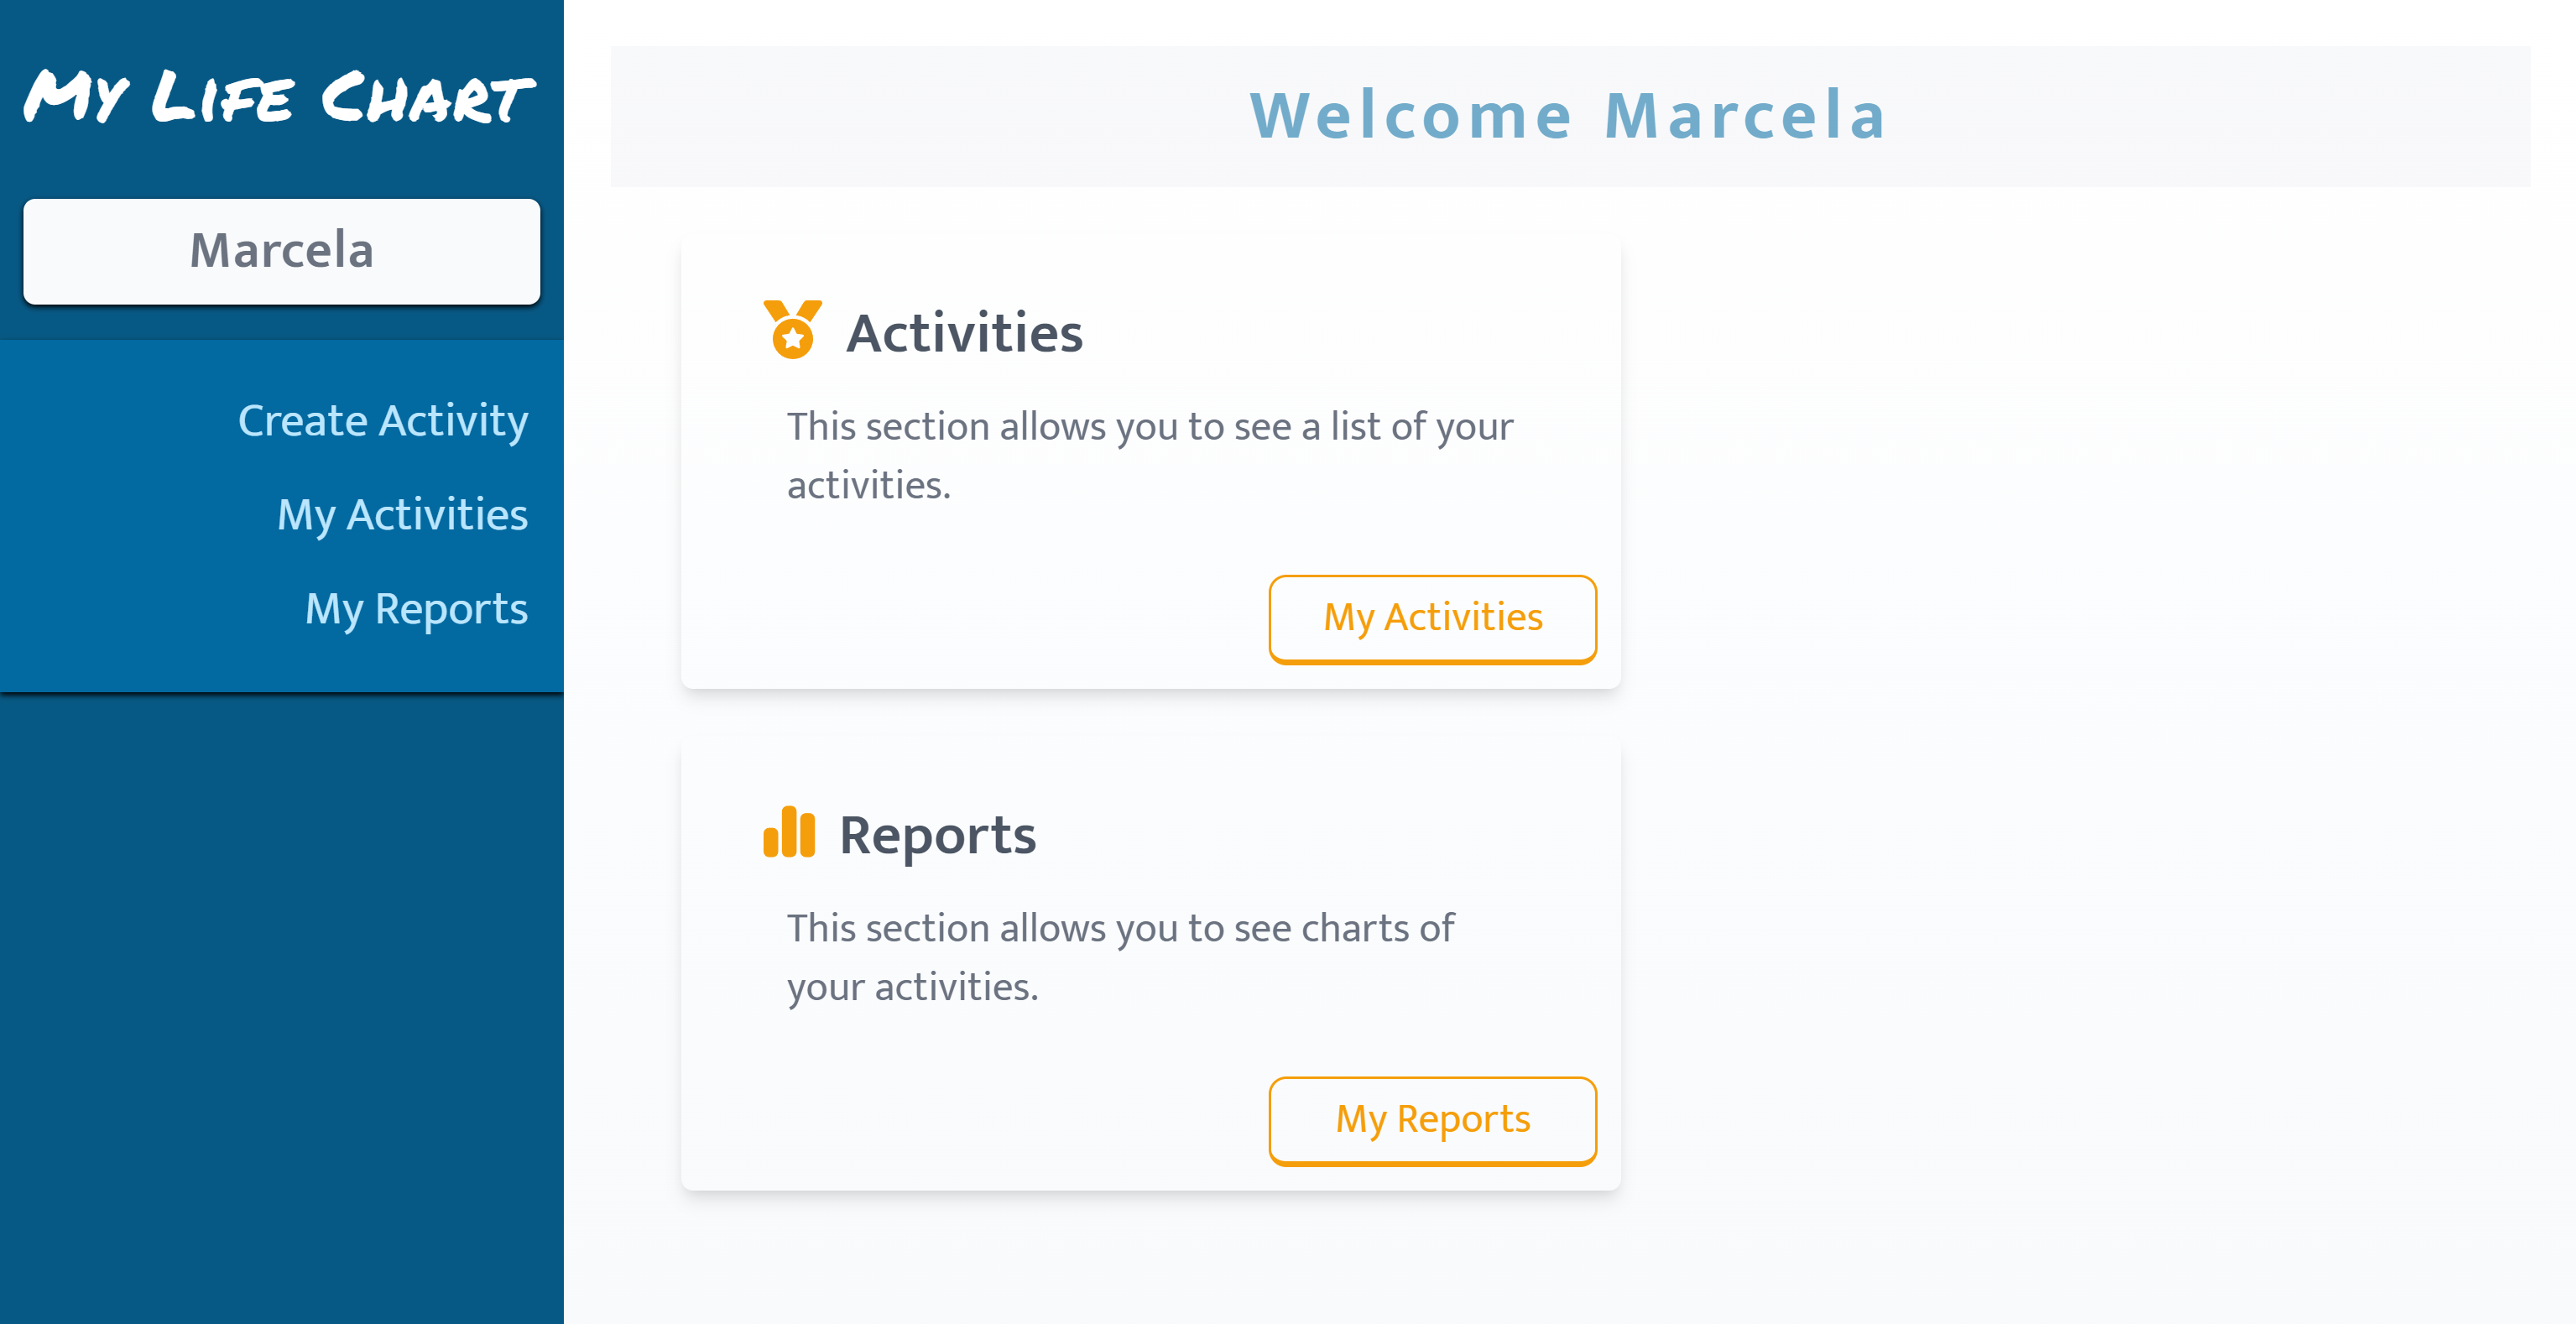 My Life Chart
Marcela
Create Activity
My Activities
My Reports
Welcome Marcela
Activities
This section allows you to see a list of your
activities.
My Activities
Reports
This section allows you to see charts of
your activities.
My Reports